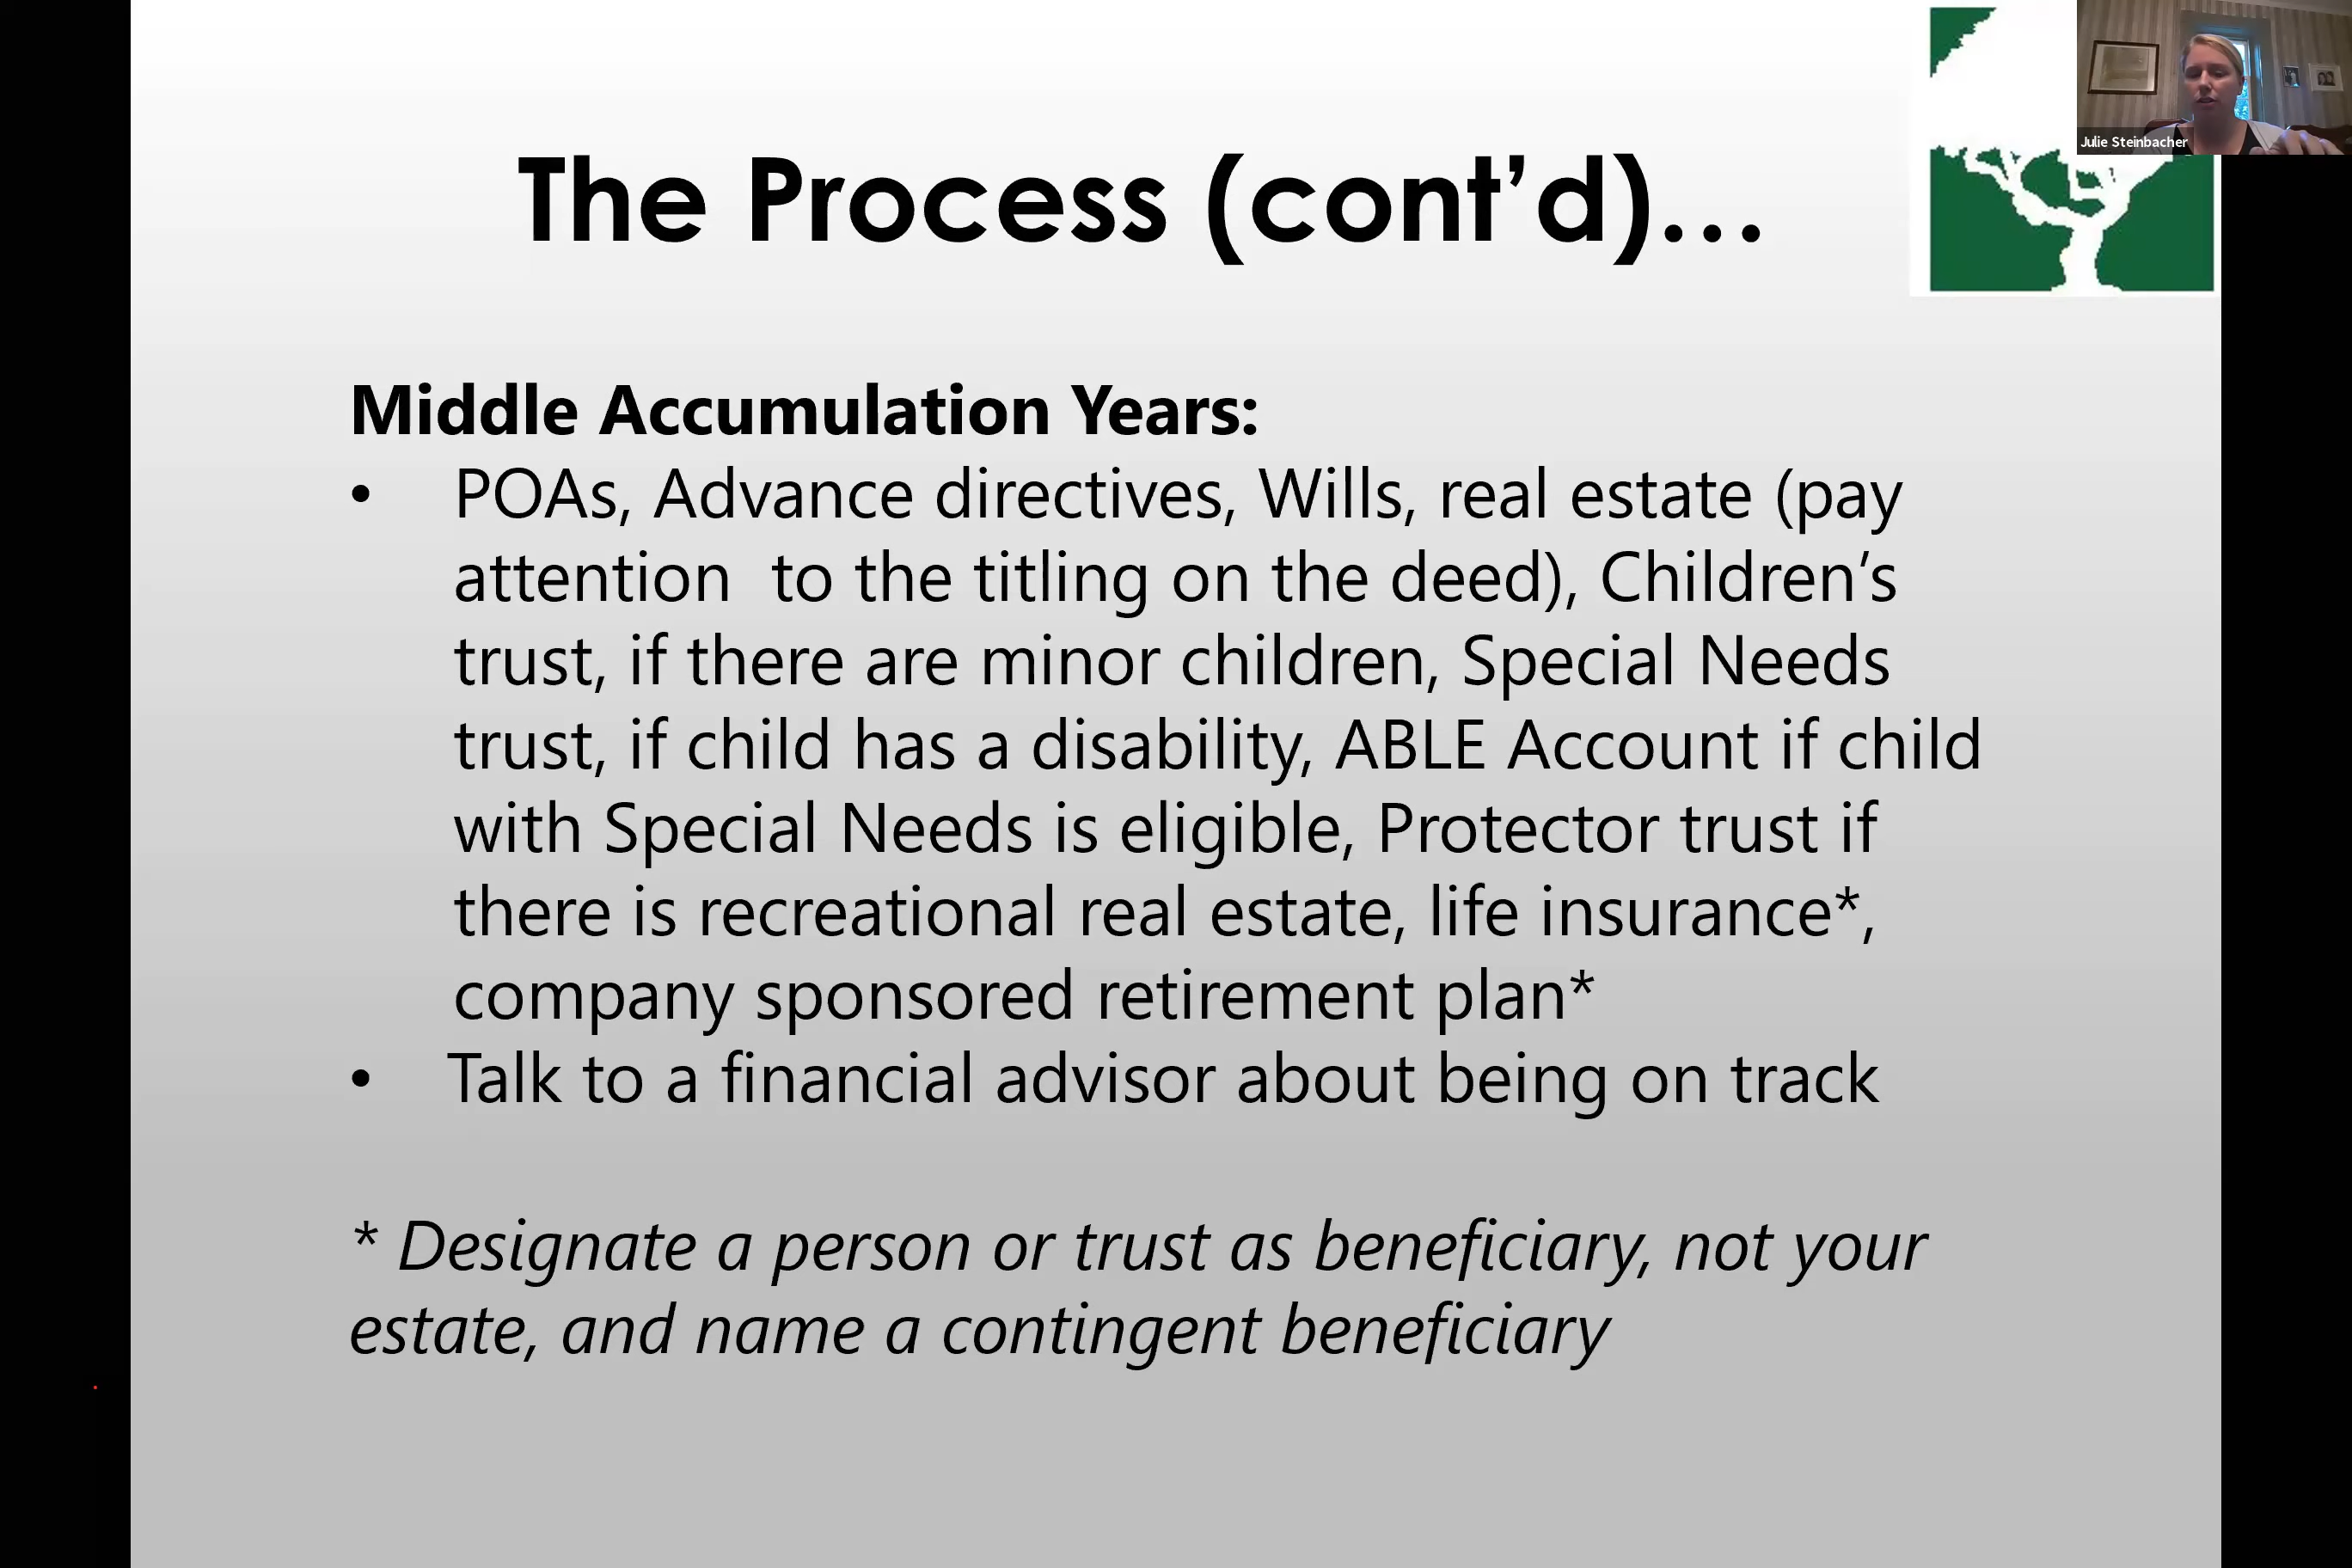 The Process (cont’d)…
Julie Steinbacher
Middle Accumulation Years:
• POAs, Advance directives, Wills, real estate (pay
attention  to the titling on the deed), Children’s
trust, if there are minor children, Special Needs
trust, if child has a disability, ABLE Account if child
with Special Needs is eligible, Protector trust if
there is recreational real estate, life insurance*,
company sponsored retirement plan*
• Talk to a financial advisor about being on track
* Designate a person or trust as beneficiary, not your
estate, and name a contingent beneficiary